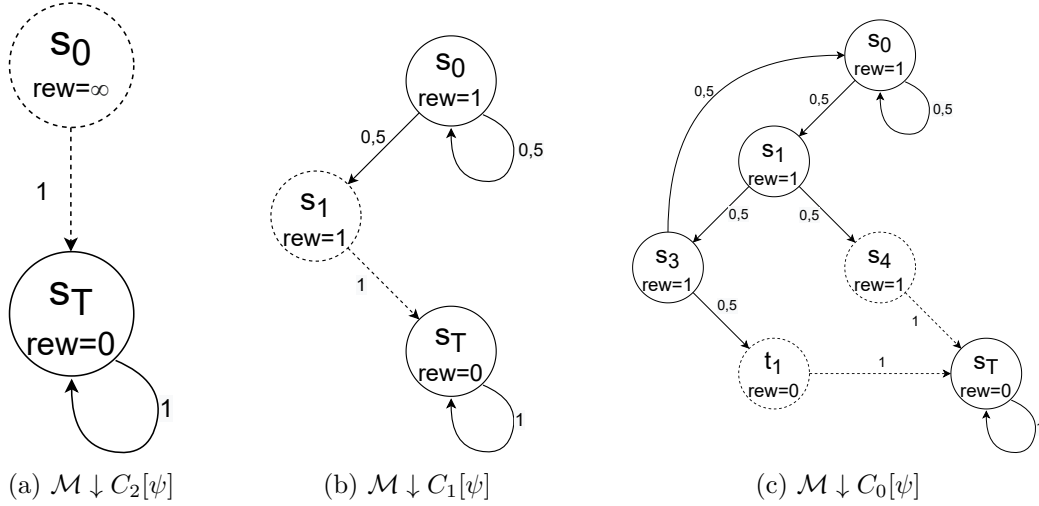 s0
rew=∞
1
sT
rew=0
1
(a) M ↓ C2[ψ]
s0
rew=1
0,5
0,5
s1
rew=1
1
sT
rew=0
1
(b) M ↓ C1[ψ]
s0
rew=1
0,5
0,5
0,5
s1
rew=1
0,5
0,5
s3
rew=1
s4
rew=1
0,5
1
t1
rew=0
1
sT
rew=0
1
(c) M ↓ C0[ψ]